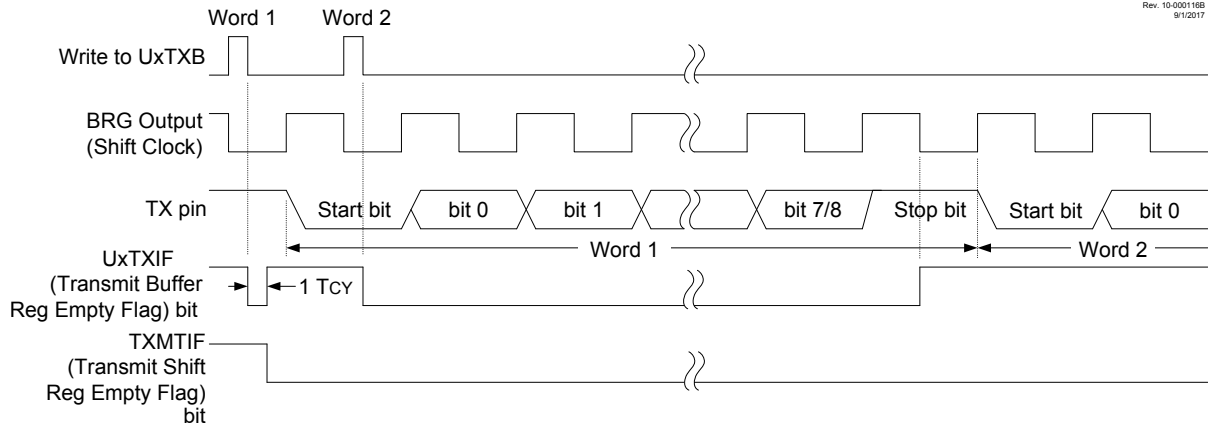 Rev. 10-000116B
9/1/2017
Word 1
Word 2
Write to UxTXB
BRG Output
(Shift Clock)
TX pin
Start bit
bit 0
bit 1
bit 7/8
Stop bit
Start bit
bit 0
Word 1
Word 2
UxTXIF
(Transmit Buffer
Reg Empty Flag) bit
1 TCY
TXMTIF
(Transmit Shift
Reg Empty Flag)
bit